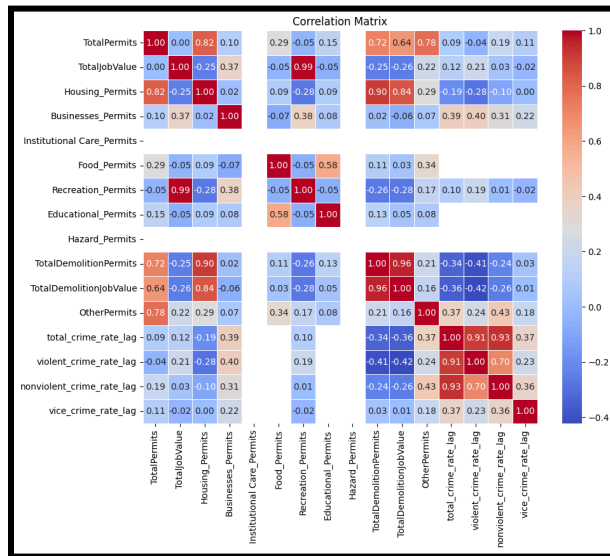 Correlation Matrix
TotalPermits 1.00 0.00 0.82 0.10 0.29 -0.05 0.15 0.72 0.64 0.78 0.09 -0.04 0.19 0.11
TotalJobValue 0.00 1.00 -0.25 0.37 -0.05 0.99 -0.05 -0.25 -0.26 0.22 0.12 0.21 0.03 -0.02
Housing_Permits 0.82 -0.25 1.00 0.02 0.09 -0.28 0.09 0.90 0.84 0.29 -0.19 -0.28 -0.10 0.00
Businesses_Permits 0.10 0.37 0.02 1.00 -0.07 0.38 0.08 0.02 -0.06 0.07 0.39 0.40 0.31 0.22
Institutional Care_Permits
Food_Permits 0.29 -0.05 0.09 -0.07 1.00 -0.05 0.58 0.11 0.03 0.34
Recreation_Permits -0.05 0.99 -0.28 0.38 -0.05 1.00 -0.05 -0.26 -0.28 0.17 0.10 0.19 0.01 -0.02
Educational_Permits 0.15 -0.05 0.09 0.08 0.58 -0.05 1.00 0.13 0.05 0.08
Hazard_Permits
TotalDemolitionPermits 0.72 -0.25 0.90 0.02 0.11 -0.26 0.13 1.00 0.96 0.21 -0.34 -0.41 -0.24 0.03
TotalDemolitionJobValue 0.64 -0.26 0.84 -0.06 0.03 -0.28 0.05 0.96 1.00 0.16 -0.36 -0.42 -0.26 0.01
OtherPermits 0.78 0.22 0.29 0.07 0.34 0.17 0.08 0.21 0.16 1.00 0.37 0.24 0.43 0.18
total_crime_rate_lag 0.09 0.12 -0.19 0.39 0.10 -0.34 -0.36 0.37 1.00 0.91 0.93 0.37
violent_crime_rate_lag -0.04 0.21 -0.28 0.40 0.19 -0.41 -0.42 0.24 0.91 1.00 0.70 0.23
nonviolent_crime_rate_lag 0.19 0.03 -0.10 0.31 0.01 -0.24 -0.26 0.43 0.93 0.70 1.00 0.36
vice_crime_rate_lag 0.11 -0.02 0.00 0.22 -0.02 0.03 0.01 0.18 0.37 0.23 0.36 1.00
TotalPermits
TotalJobValue
Housing_Permits
Businesses_Permits
Institutional Care_Permits
Food_Permits
Recreation_Permits
Educational_Permits
Hazard_Permits
TotalDemolitionPermits
TotalDemolitionJobValue
OtherPermits
total_crime_rate_lag
violent_crime_rate_lag
nonviolent_crime_rate_lag
vice_crime_rate_lag
1.0
0.8
0.6
0.4
0.2
0.0
−0.2
−0.4